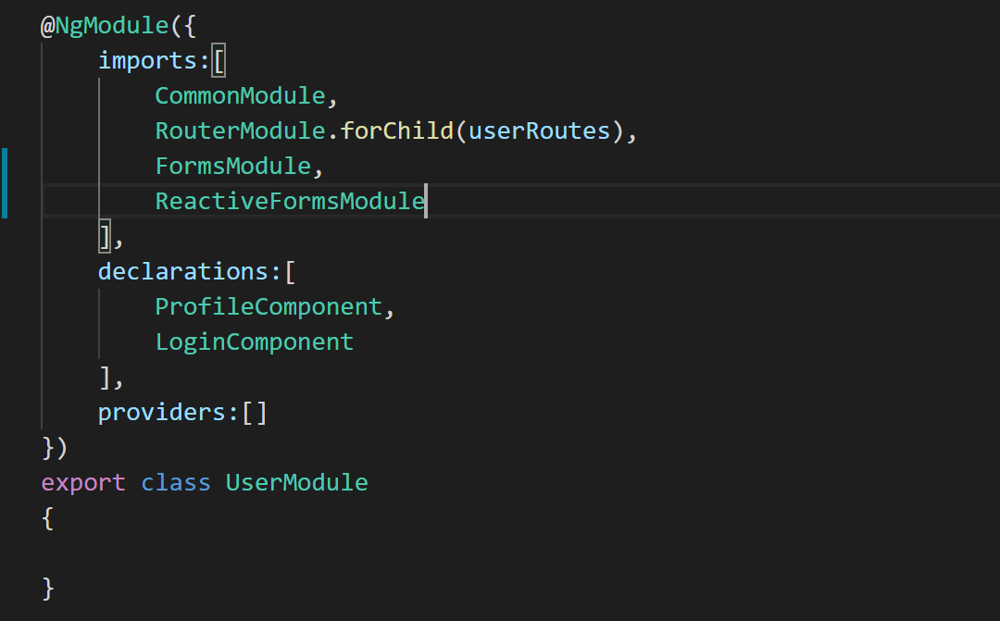 @NgModule({
    imports:[
        CommonModule,
        RouterModule.forChild(userRoutes),
        FormsModule,
        ReactiveFormsModule
    ],
    declarations:[
        ProfileComponent,
        LoginComponent
    ],
    providers:[]
})
export class UserModule
{
}